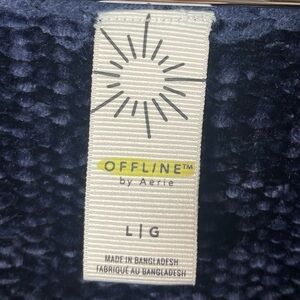 OFFLINE™
by Aerie
L|G
MADE IN BANGLADESH
FABRIQUÉ AU BANGLADESH